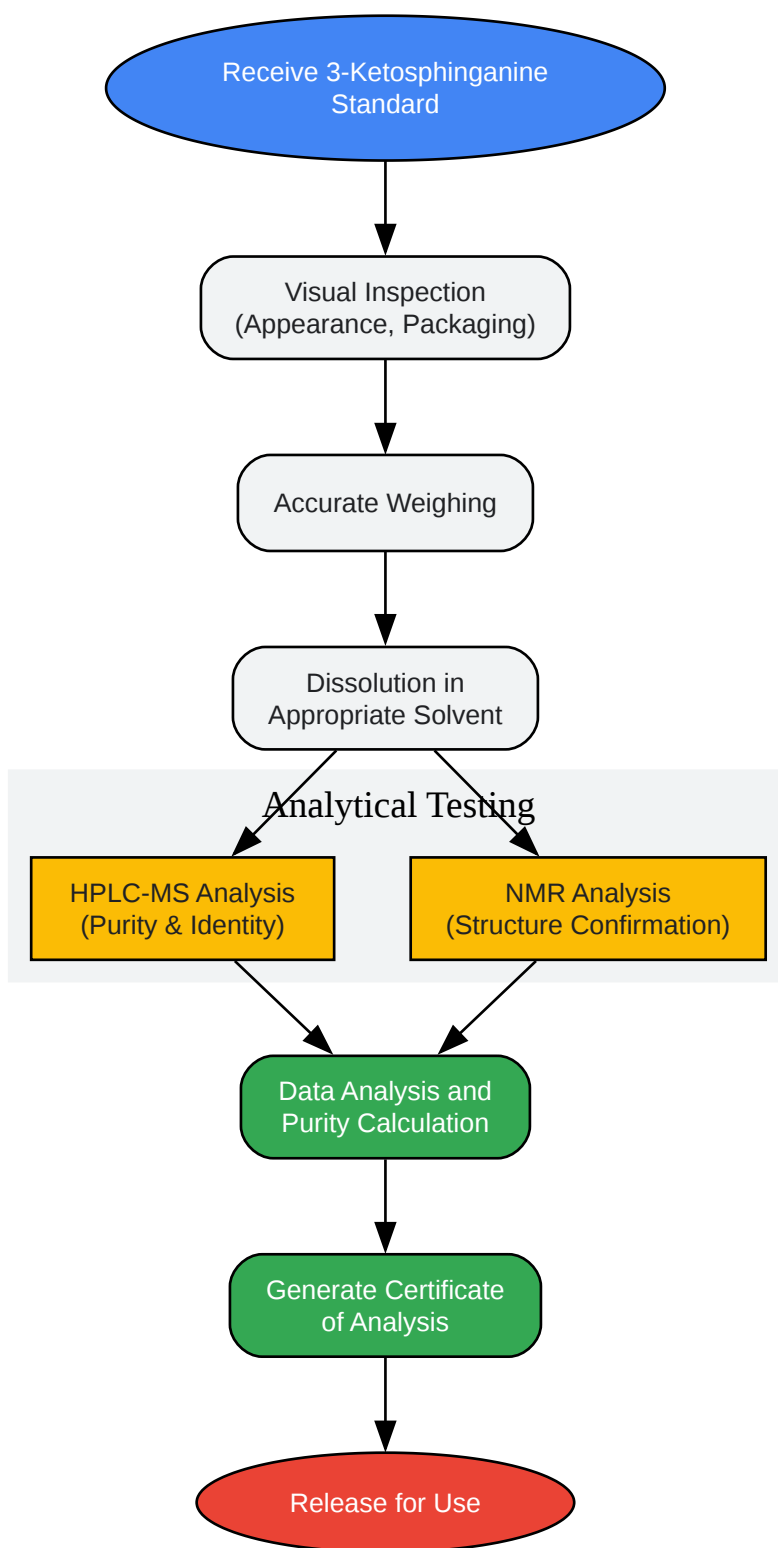 Receive 3-Ketosphinganine
Standard
Visual Inspection
(Appearance, Packaging)
Accurate Weighing
Dissolution in
Appropriate Solvent
Analytical Testing
HPLC-MS Analysis
(Purity & Identity)
NMR Analysis
(Structure Confirmation)
Data Analysis and
Purity Calculation
Generate Certificate
of Analysis
Release for Use